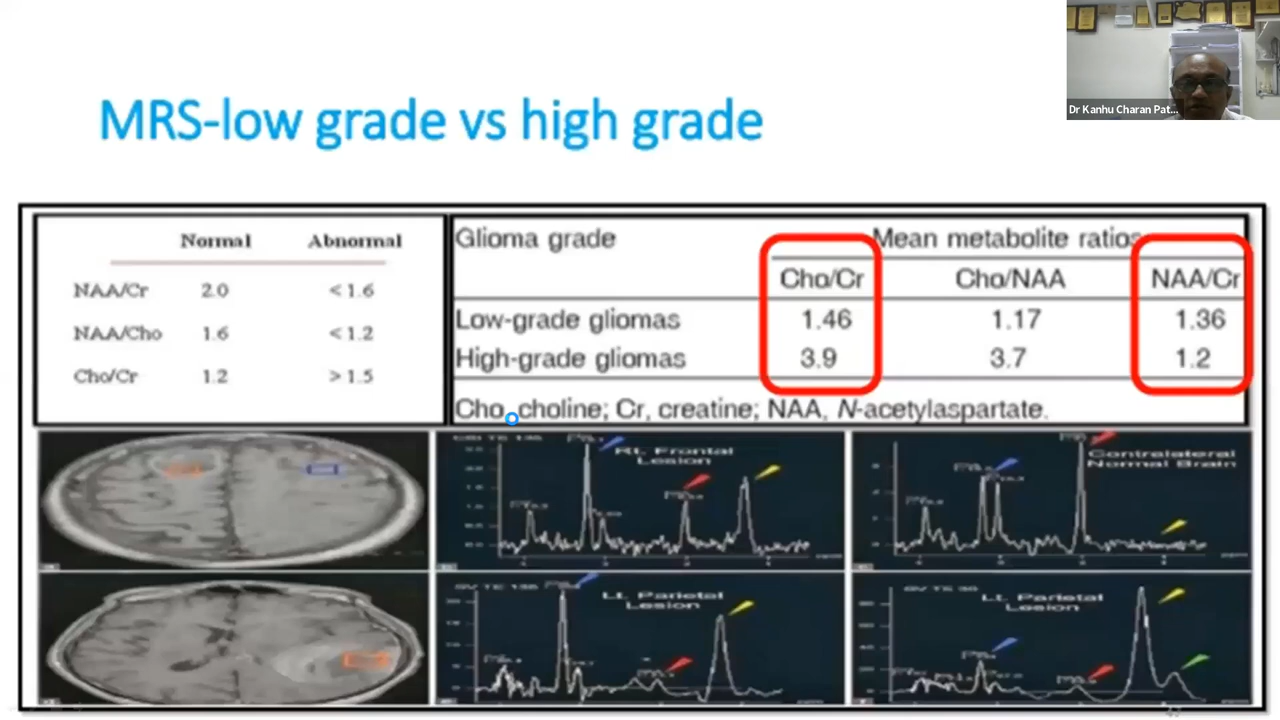 Dr Kanhu Charan Pat...
MRS-low grade vs high grade
Normal Abnormal
NAA/Cr 2.0 < 1.6
NAA/Cho 1.6 < 1.2
Cho/Cr 1.2 > 1.5
Glioma grade Mean metabolite ratios
Cho/Cr Cho/NAA NAA/Cr
Low-grade gliomas 1.46 1.17 1.36
High-grade gliomas 3.9 3.7 1.2
Cho, choline; Cr, creatine; NAA, N-acetylaspartate.
Rt. Frontal
Lesion
Contralateral
Normal Brain
Lt. Parietal
Lesion
Lt. Parietal
Lesion